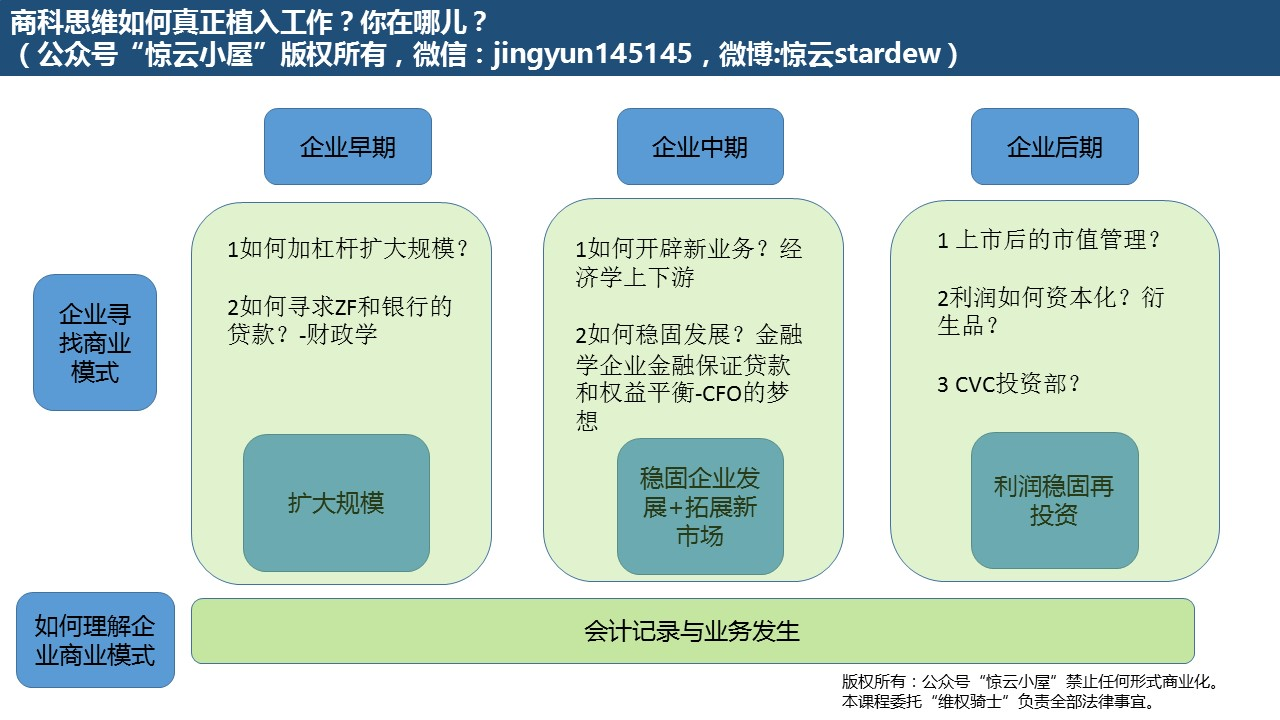 商科思维如何真正植入工作？你在哪儿？
（公众号“惊云小屋”版权所有，微信：jingyun145145，微博:惊云stardew）
企业早期
企业中期
企业后期
企业寻
找商业
模式
1如何加杠杆扩大规模？
2如何寻求ZF和银行的
贷款？-财政学
扩大规模
1如何开辟新业务？经
济学上下游
2如何稳固发展？金融
学企业金融保证贷款
和权益平衡-CFO的梦
想
稳固企业发
展+拓展新
市场
1 上市后的市值管理？
2利润如何资本化？衍
生品？
3 CVC投资部？
利润稳固再
投资
如何理解企
业商业模式
会计记录与业务发生
版权所有：公众号“惊云小屋”禁止任何形式商业化。
本课程委托“维权骑士”负责全部法律事宜。